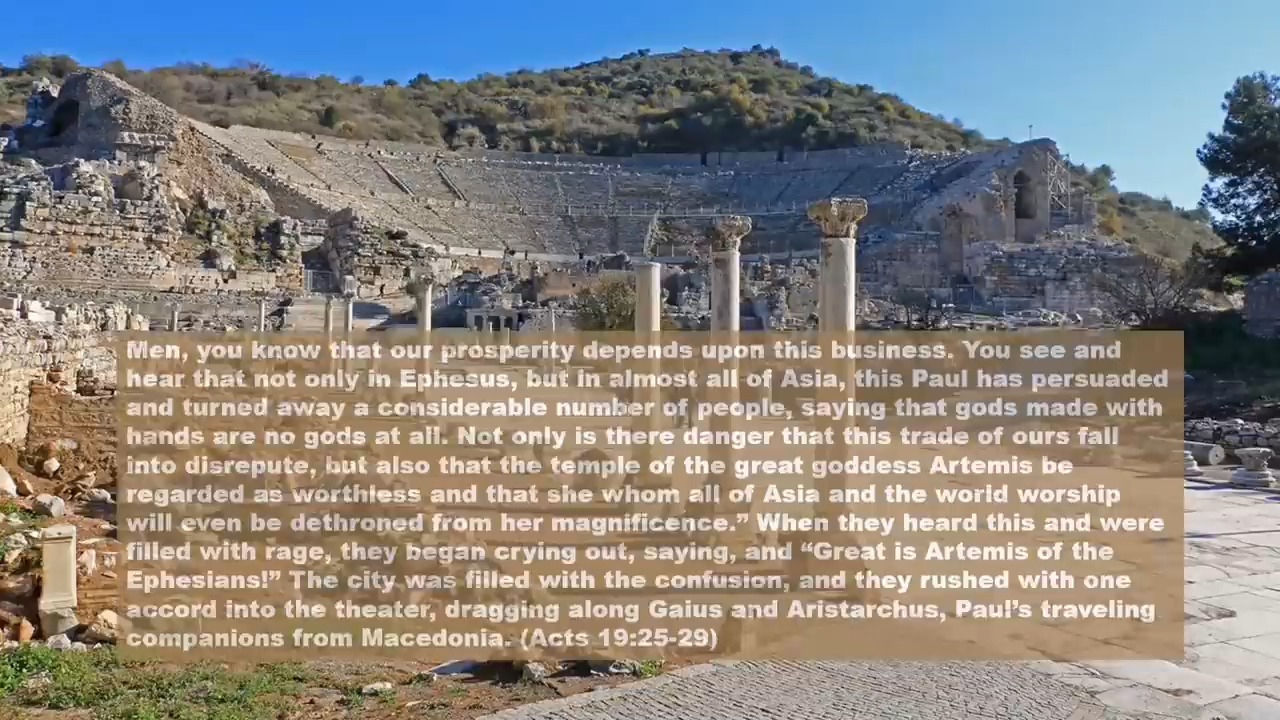 Men, you know that our prosperity depends upon this business. You see and
hear that not only in Ephesus, but in almost all of Asia, this Paul has persuaded
and turned away a considerable number of people, saying that gods made with
hands are no gods at all. Not only is there danger that this trade of ours fall
into disrepute, but also that the temple of the great goddess Artemis be
regarded as worthless and that she whom all of Asia and the world worship
will even be dethroned from her magnificence.” When they heard this and were
filled with rage, they began crying out, saying, and “Great is Artemis of the
Ephesians!” The city was filled with the confusion, and they rushed with one
accord into the theater, dragging along Gaius and Aristarchus, Paul’s traveling
companions from Macedonia. (Acts 19:25-29)